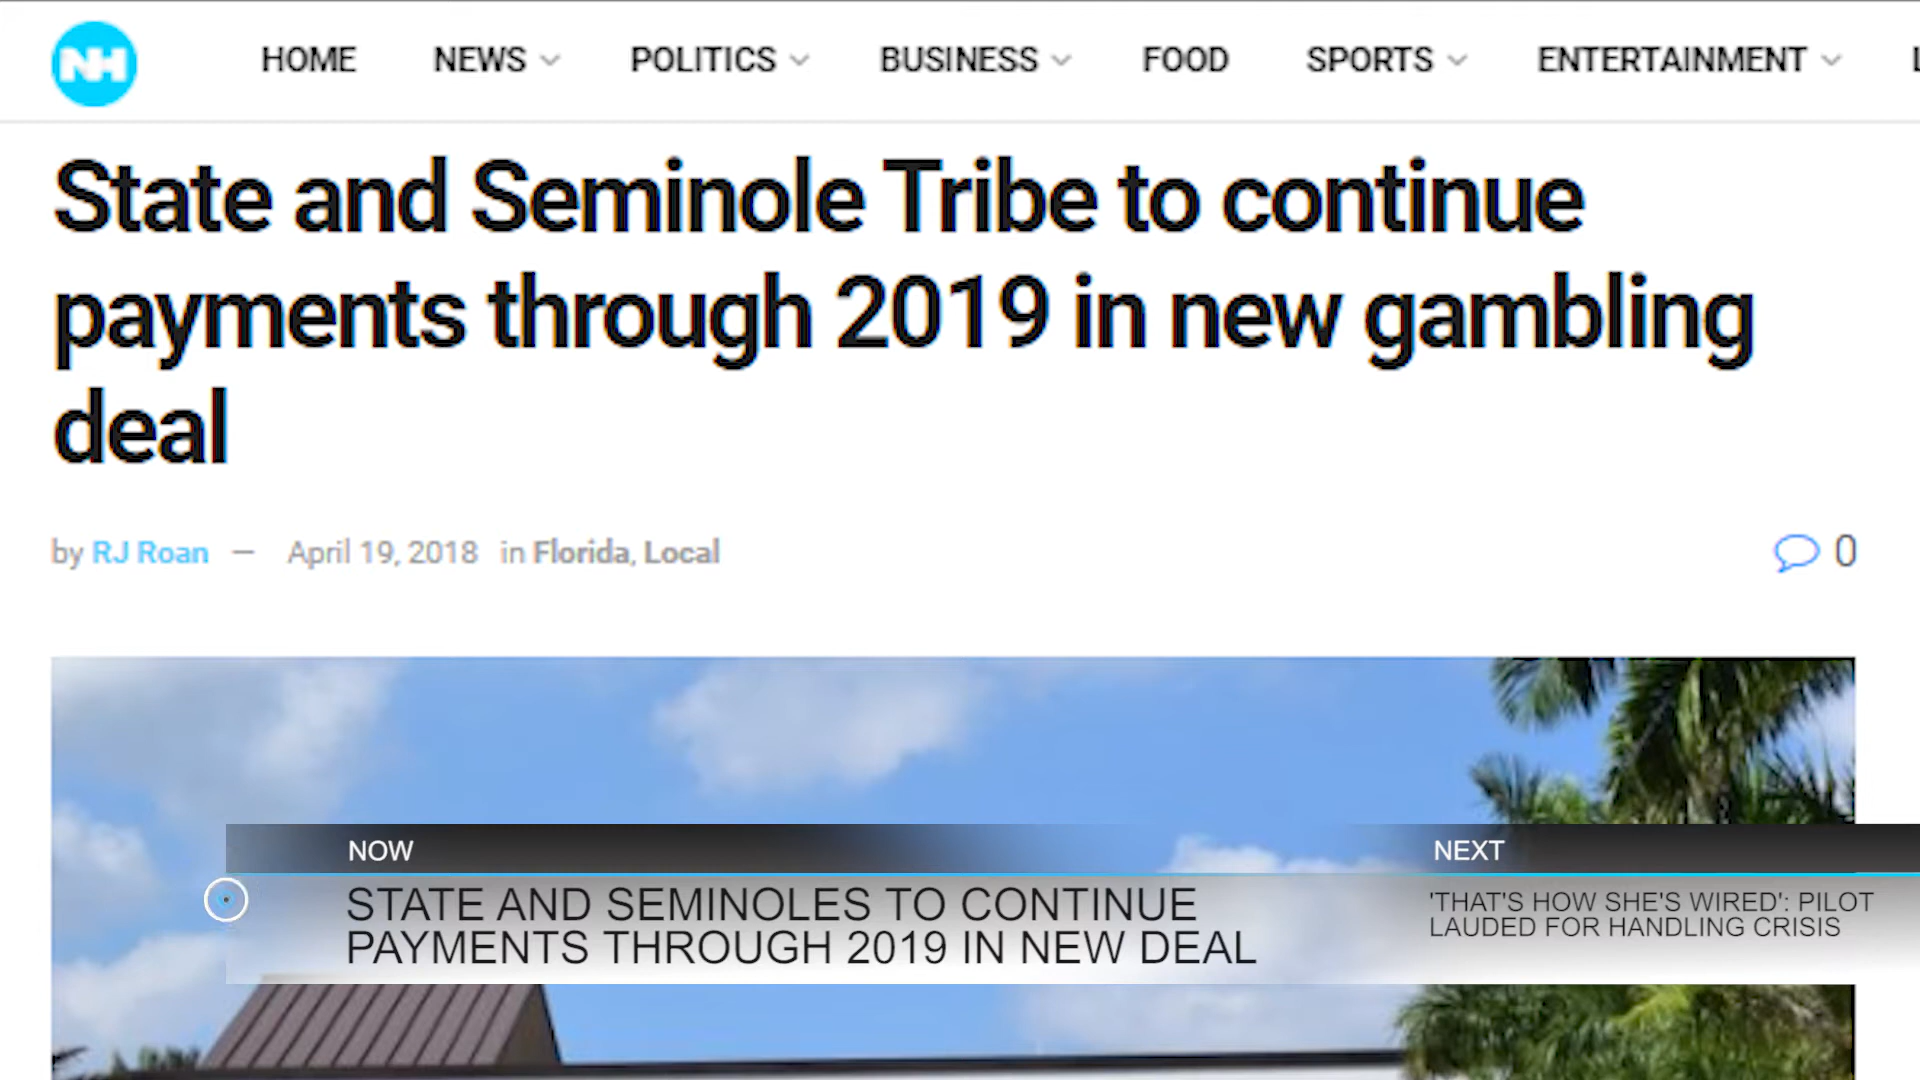 NH
HOME NEWS POLITICS BUSINESS FOOD SPORTS ENTERTAINMENT
State and Seminole Tribe to continue
payments through 2019 in new gambling
deal
by RJ Roan — April 19, 2018 in Florida, Local
0
NOW
STATE AND SEMINOLES TO CONTINUE
PAYMENTS THROUGH 2019 IN NEW DEAL
NEXT
'THAT'S HOW SHE'S WIRED': PILOT
LAUDED FOR HANDLING CRISIS